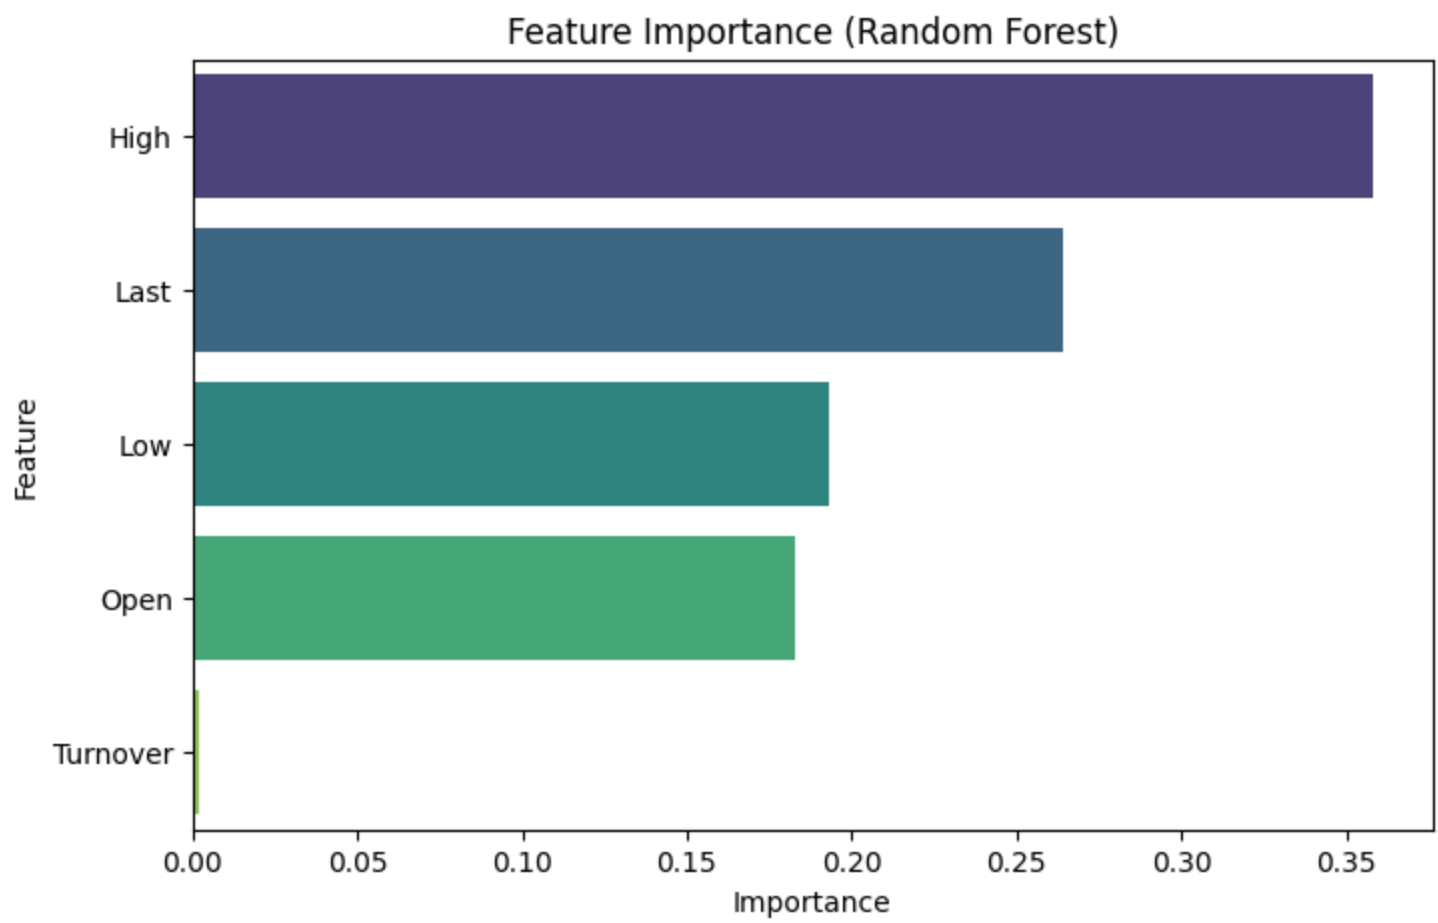 Feature Importance (Random Forest)
High
Last
Low
Open
Turnover
Feature
0.00 0.05 0.10 0.15 0.20 0.25 0.30 0.35
Importance